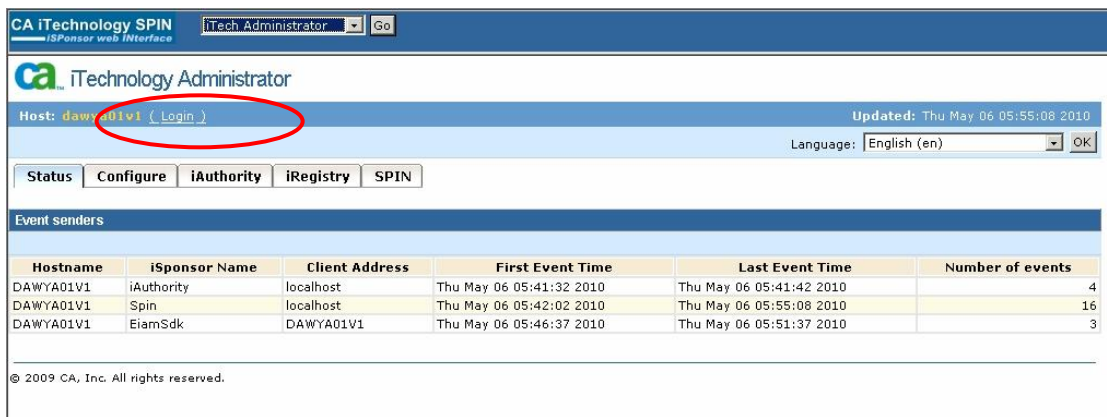 CA iTechnology SPIN
iSPonsor web INterface
iTech Administrator Go
ca iTechnology Administrator
Host: dawya01v1 ( Login )
Updated: Thu May 06 05:55:08 2010
Language: English (en) OK
Status Configure iAuthority iRegistry SPIN
Event senders
Hostname iSponsor Name Client Address First Event Time Last Event Time Number of events
DAWYA01V1 iAuthority localhost Thu May 06 05:41:32 2010 Thu May 06 05:41:42 2010 4
DAWYA01V1 Spin localhost Thu May 06 05:42:02 2010 Thu May 06 05:55:08 2010 16
DAWYA01V1 EiamSdk DAWYA01V1 Thu May 06 05:46:37 2010 Thu May 06 05:51:37 2010 3
© 2009 CA, Inc. All rights reserved.